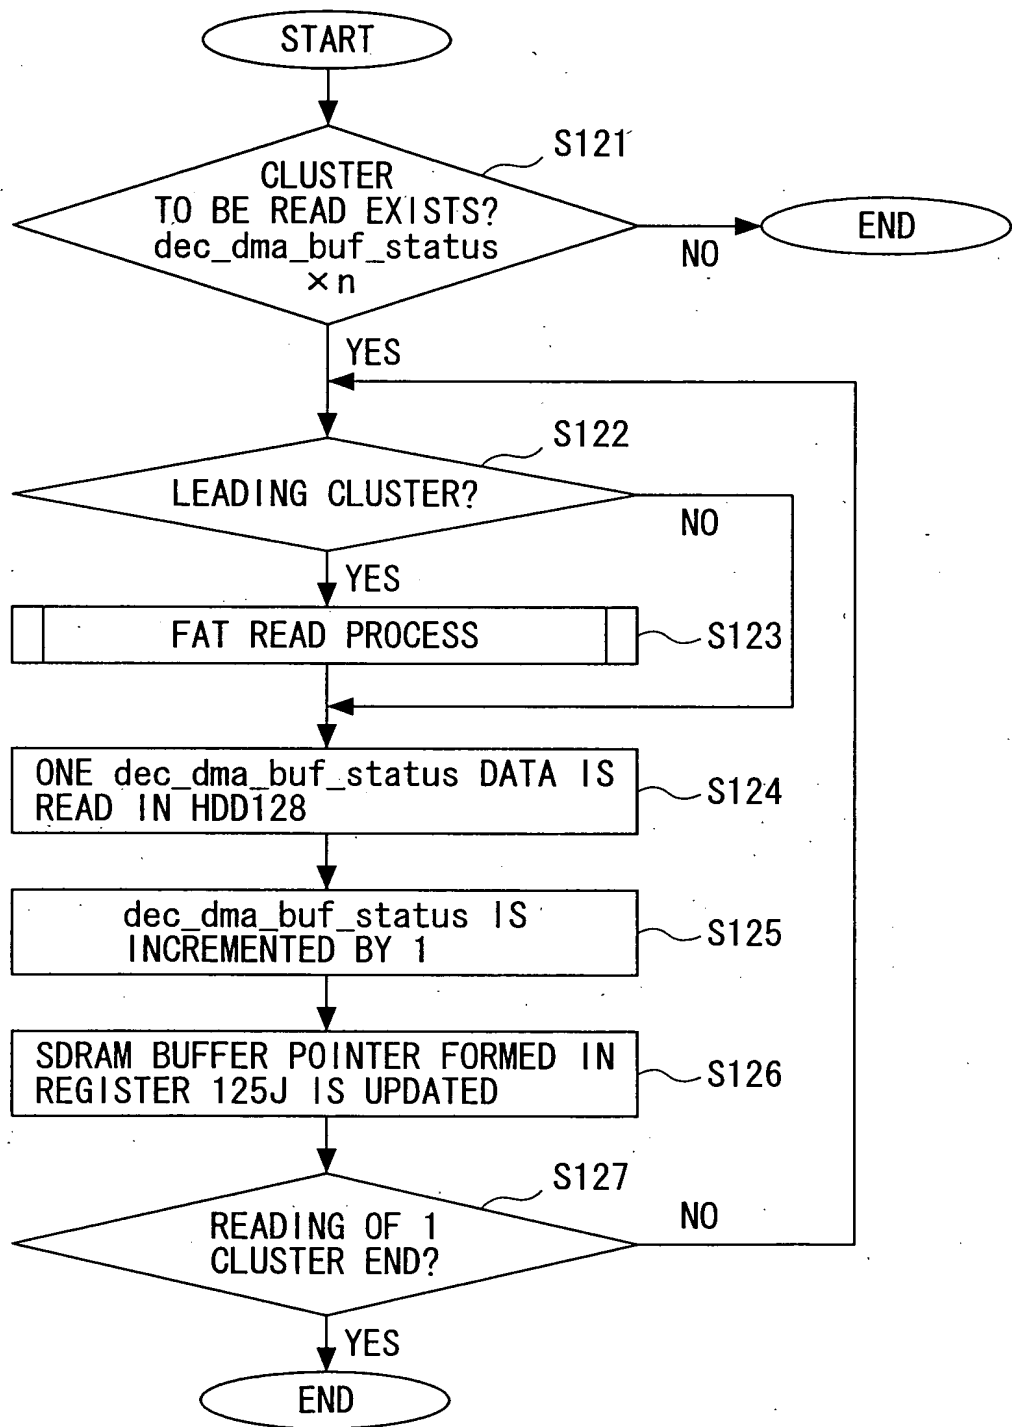 START
S121
CLUSTER
TO BE READ EXISTS?
dec_dma_buf_status
×n
NO
END
YES
S122
LEADING CLUSTER?
NO
YES
FAT READ PROCESS
S123
ONE dec_dma_buf_status DATA IS
READ IN HDD128
S124
dec_dma_buf_status IS
INCREMENTED BY 1
S125
SDRAM BUFFER POINTER FORMED IN
REGISTER 125J IS UPDATED
S126
S127
READING OF 1
CLUSTER END?
NO
YES
END